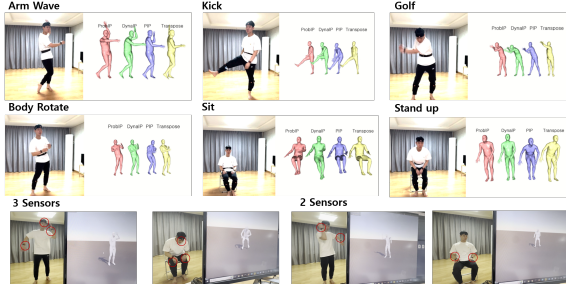 Arm Wave
ProbIP DynaIP PIP Transpose
Kick
ProbIP DynaIP PIP Transpose
Golf
ProbIP DynaIP PIP Transpose
Body Rotate
ProbIP DynaIP PIP Transpose
Sit
ProbIP DynaIP PIP Transpose
Stand up
ProbIP DynaIP PIP Transpose
3 Sensors
2 Sensors